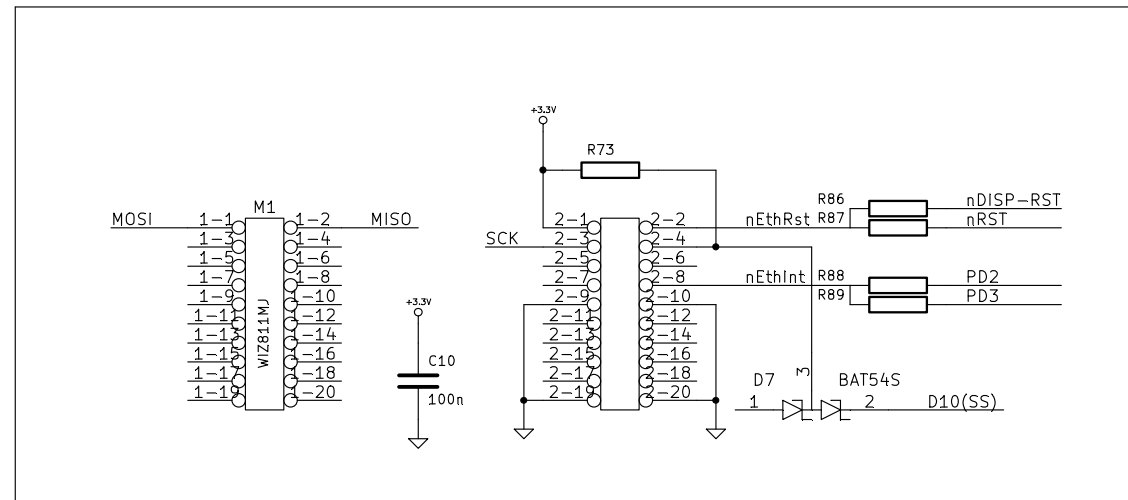 +3.3V
R73
M1
MOSI 1-1 1-2 MISO
1-3 1-4
1-5 1-6
1-7 1-8
1-9 1-10
1-11 1-12
1-13 1-14
1-15 1-16
1-17 1-18
1-19 1-20
WIZ811MJ
+3.3V
C10
100n
2-1 2-2 nEthRst
SCK 2-3 2-4
2-5 2-6
2-7 2-8 nEthInt
2-9 2-10
2-11 2-12
2-13 2-14
2-15 2-16
2-17 2-18
2-19 2-20
R86 nDISP-RST
R87 nRST
R88 PD2
R89 PD3
D7 3 BAT54S
1 2 D10(SS)